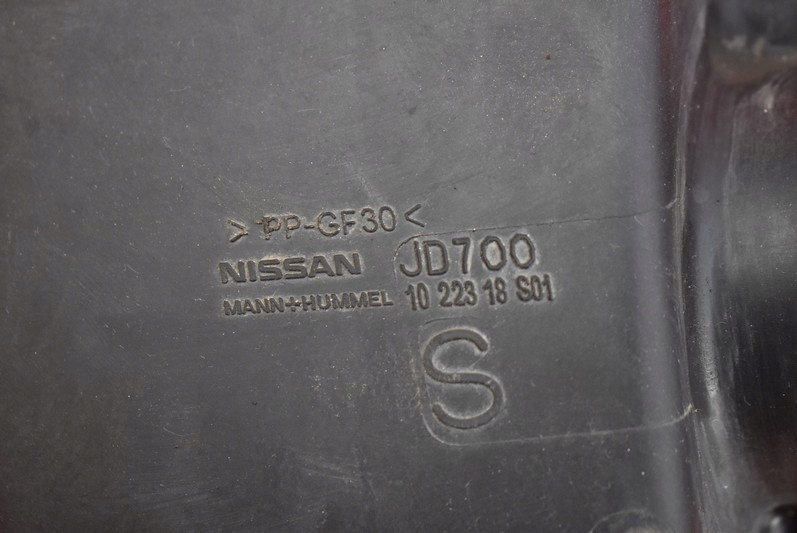 >PP-GF30<
NISSAN JD700
MANN+HUMMEL 10 223 18 S01
S